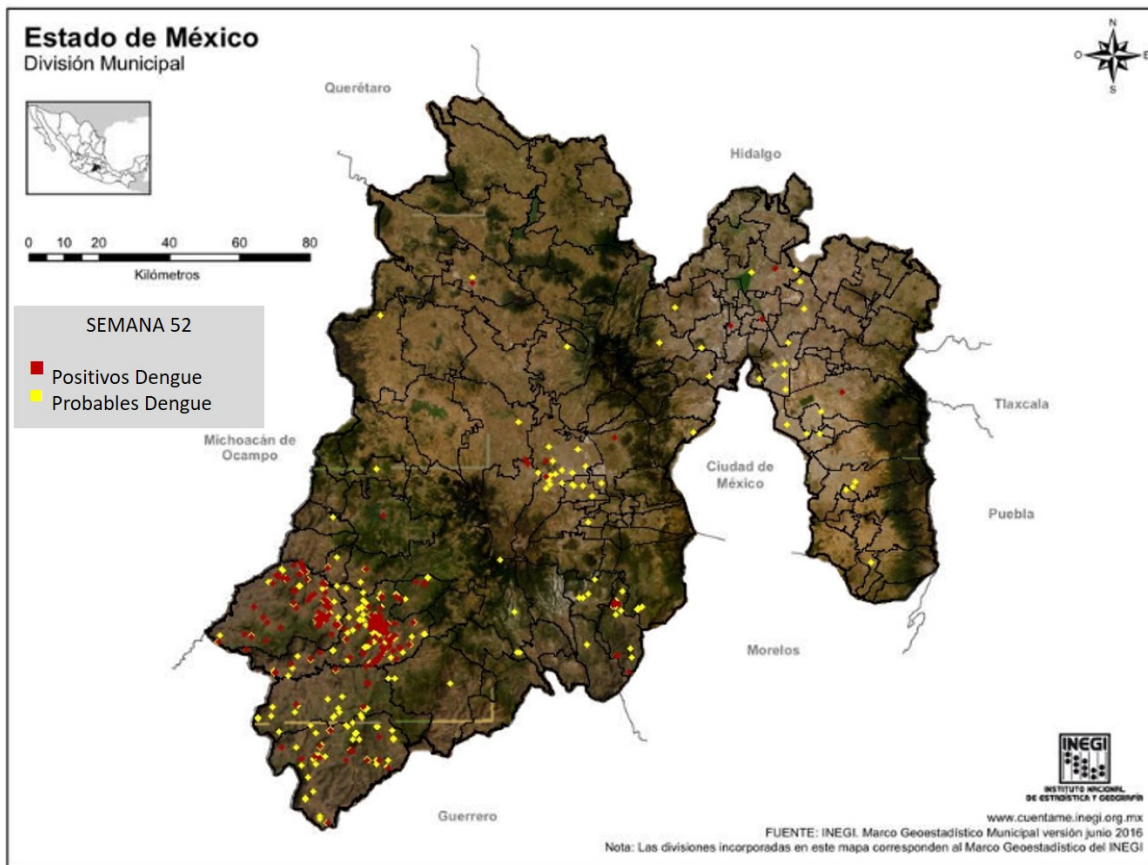 Estado de México
División Municipal
N
O
E
S
Querétaro
Hidalgo
0 10 20 40 60 80
Kilómetros
SEMANA 52
Positivos Dengue
Probables Dengue
Michoacán de
Ocampo
Tlaxcala
Ciudad de
México
Puebla
Morelos
Guerrero
INEGI
INSTITUTO NACIONAL
DE ESTADÍSTICA Y GEOGRAFÍA
www.cuentame.inegi.org.mx
FUENTE: INEGI. Marco Geoestadístico Municipal versión junio 2016
Nota: Las divisiones incorporadas en este mapa corresponden al Marco Geoestadístico del INEGI